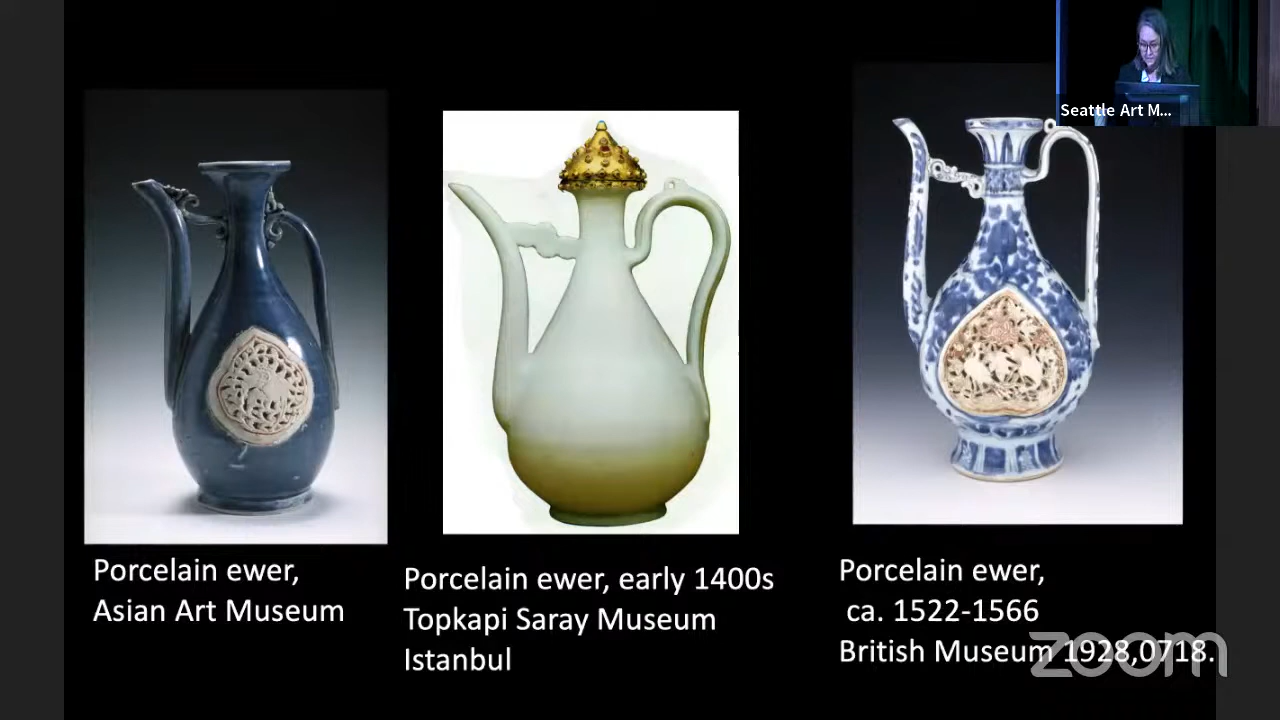 Seattle Art M...
Porcelain ewer,
Asian Art Museum
Porcelain ewer, early 1400s
Topkapi Saray Museum
Istanbul
Porcelain ewer,
ca. 1522-1566
British Museum 1928,0718.
zoom